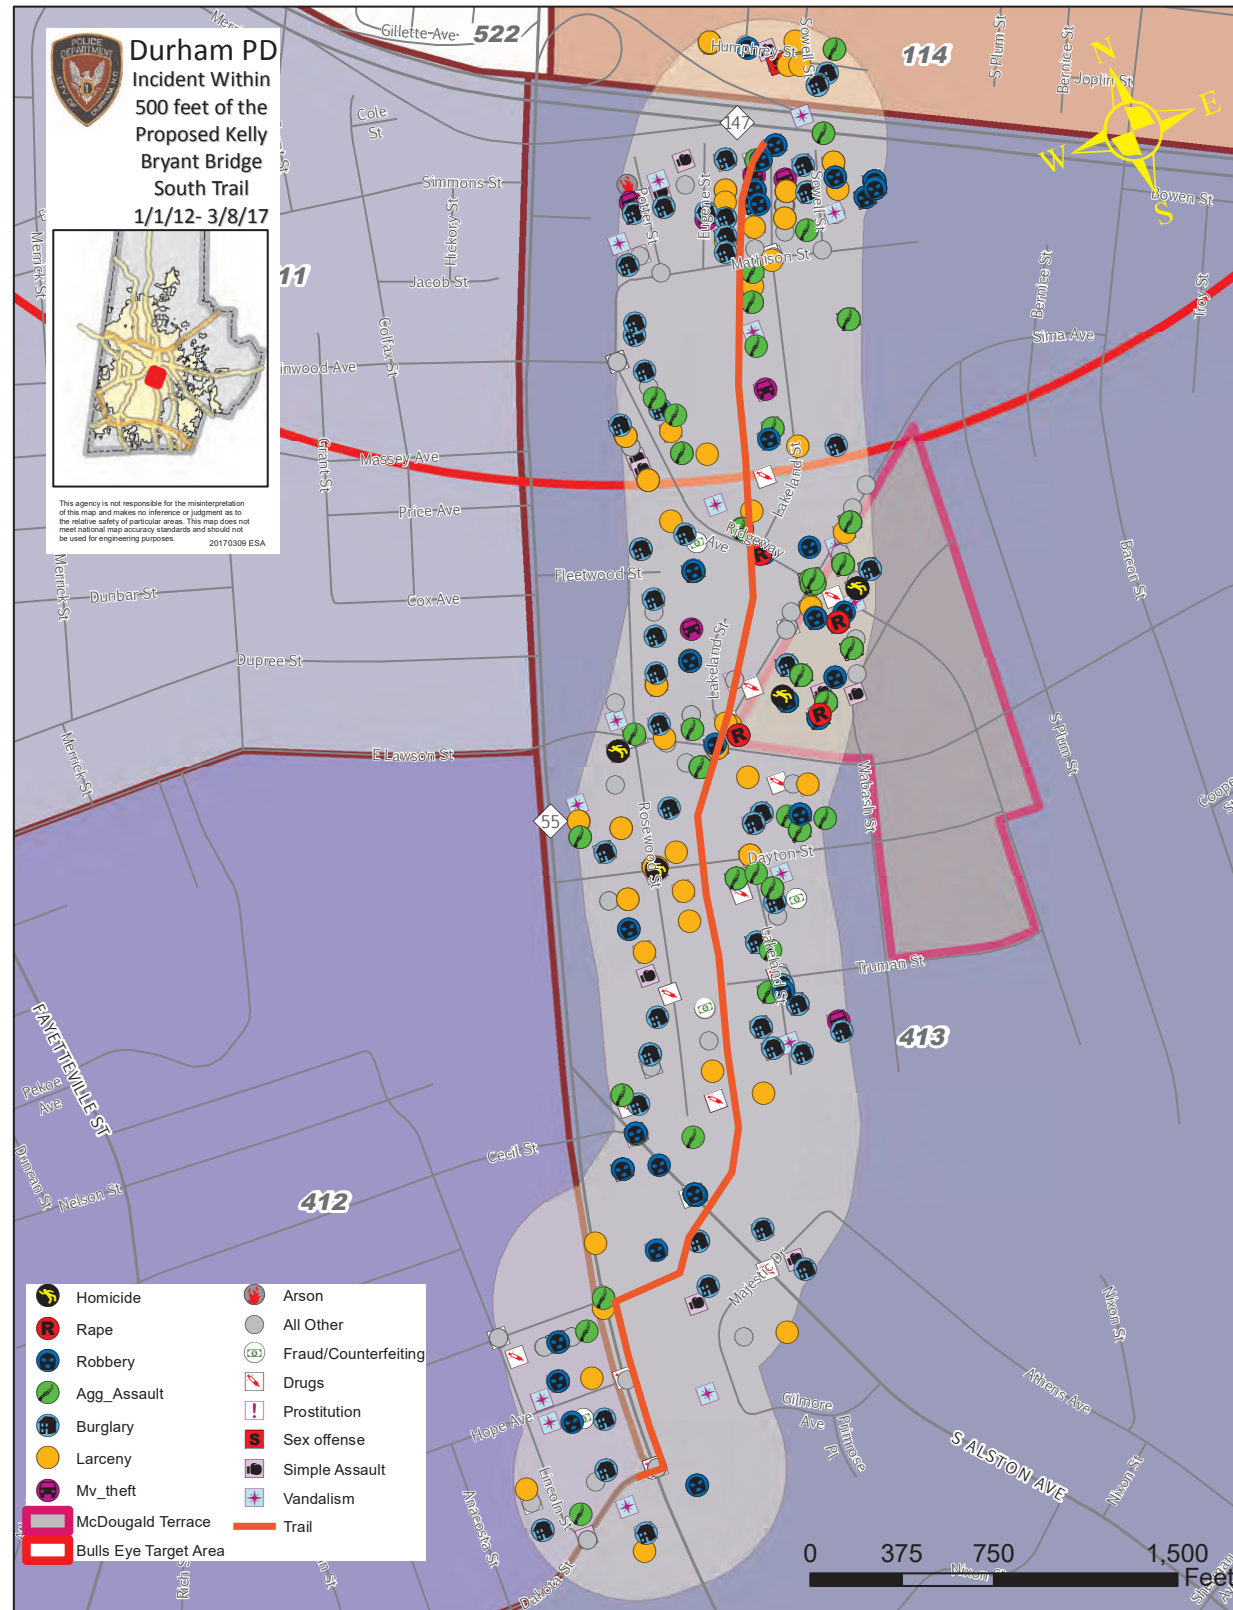 Durham PD
Incident Within
500 feet of the
Proposed Kelly
Bryant Bridge
South Trail
1/1/12- 3/8/17
POLICE
DEPARTMENT
CITY OF
DURHAM N.C
This agency is not responsible for the misinterpretation
of this map and makes no inference or judgment as to
the relative safety of particular areas. This map does not
meet national map accuracy standards and should not
be used for engineering purposes.
20170309 ESA
Gillette Ave
522
Humphrey St
Sowell St
114
S Plum St
Bernice St
Joplin St
N
E
W
S
Cole
St
147
Simmons St
Hickory St
Potter St
Eugene St
Sowell St
Bowen St
Merrick St
11
Jacob St
Mathison St
Bernice St
Troy St
Colfax St
Sima Ave
inwood Ave
Grant St
Massey Ave
Lakeland St
Price Ave
Ridgeway
Ave
Merrick St
Dunbar St
Fleetwood St
Cox Ave
Bacon St
Dupree St
Lakeland St
Merrick St
E Lawson St
S Plum St
Wabash St
55
Rosewood St
Dayton St
Lakeland St
Truman St
FAYETTEVILLE ST
413
Pekoe
Ave
Duncan St
Nelson St
Cecil St
412
Majestic Dr
Nixon St
Athens Ave
Gilmore
Ave
Primrose
Pl
Hope Ave
S ALSTON AVE
Nixon St
Lincoln St
Anacosta St
Dakota St
Homicide
Rape
Robbery
Agg_Assault
Burglary
Larceny
Mv_theft
McDougald Terrace
Bulls Eye Target Area
Arson
All Other
Fraud/Counterfeiting
Drugs
Prostitution
Sex offense
Simple Assault
Vandalism
Trail
0 375 750 1,500
Feet